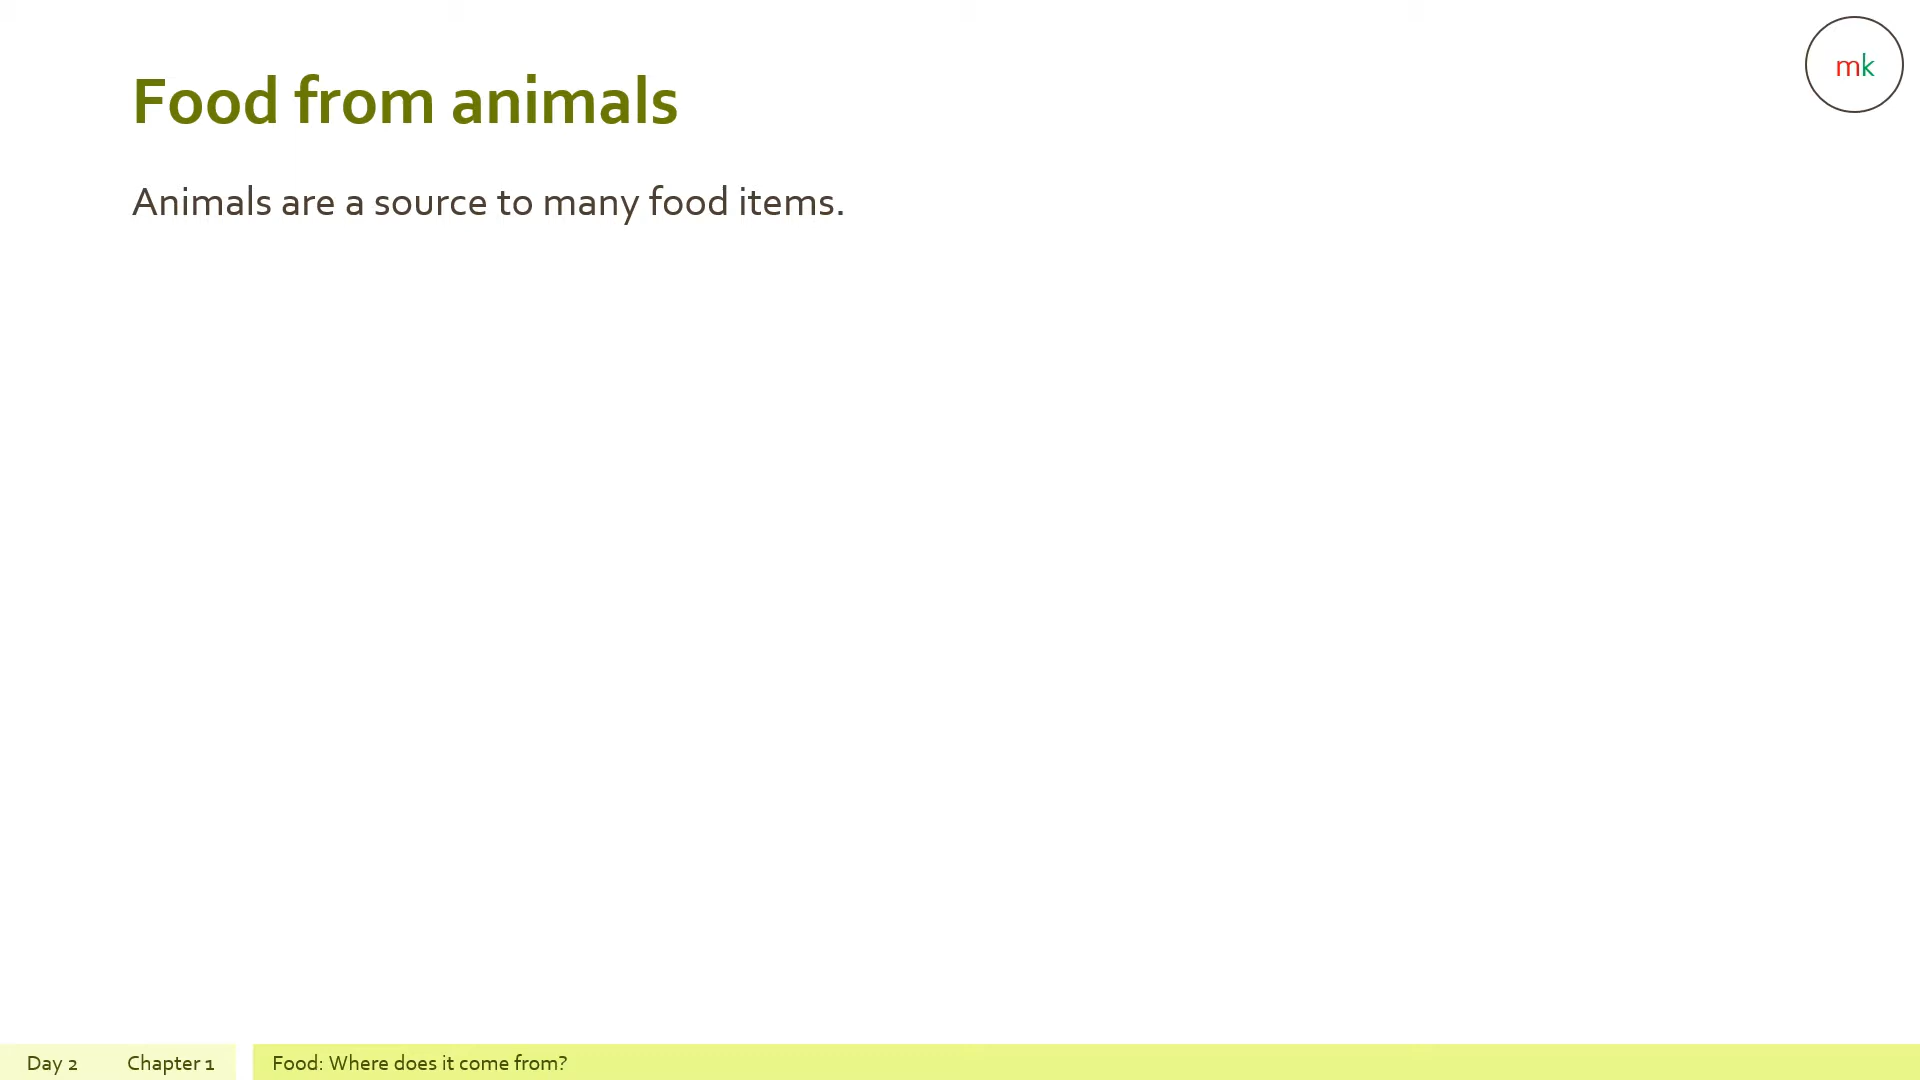 mk
Food from animals
Animals are a source to many food items.
Day 2 Chapter 1 Food: Where does it come from?